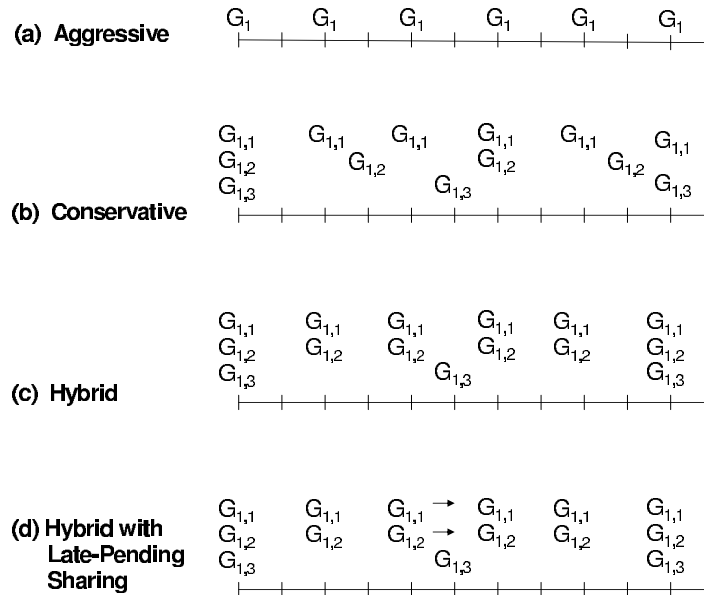 G1 G1 G1 G1 G1 G1
(a) Aggressive
G1,1 G1,1 G1,1 G1,1 G1,1 G1,1
G1,2 G1,2 G1,2 G1,2
G1,3 G1,3 G1,3
(b) Conservative
G1,1 G1,1 G1,1 G1,1 G1,1 G1,1
G1,2 G1,2 G1,2 G1,2 G1,2 G1,2
G1,3 G1,3 G1,3
(c) Hybrid
G1,1 G1,1 G1,1 → G1,1 G1,1 G1,1
(d) Hybrid with
G1,2 G1,2 G1,2 → G1,2 G1,2 G1,2
Late-Pending
G1,3 G1,3 G1,3
Sharing